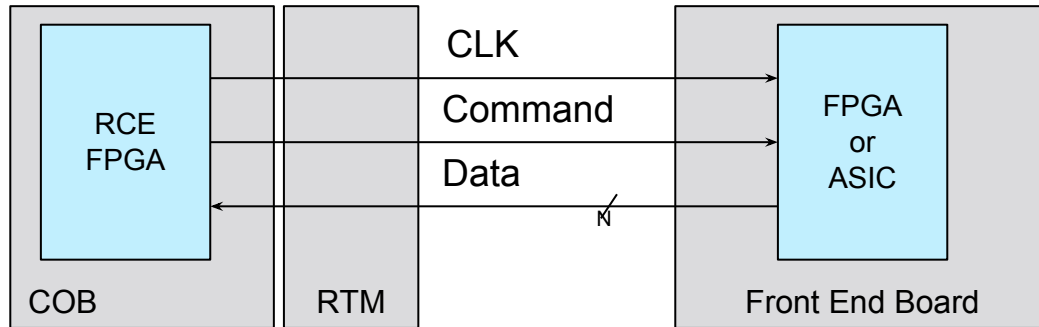 CLK
Command
Data
N
RCE
FPGA
FPGA
or
ASIC
COB
RTM
Front End Board